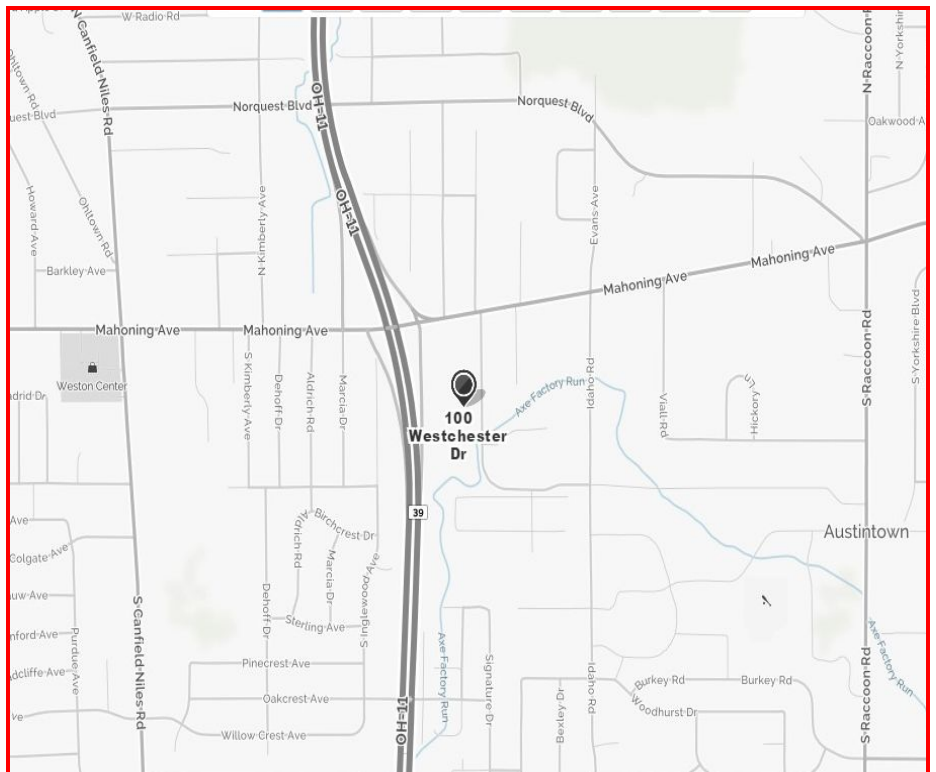 W Radio Rd
N Canfield-Niles Rd
N Raccoon Rd
N Yorkshire
Ohltown Rd
OH-11
Norquest Blvd
Norquest Blvd
uest Blvd
Oakwood A
Howard Ave
Ohltown Rd
N Kimberly Ave
OH-11
Evans Ave
Barkley Ave
Mahoning Ave
Mahoning Ave
Mahoning Ave
Mahoning Ave
S Yorkshire Blvd
S Raccoon Rd
Weston Center
S Kimberly Ave
Dehoff Dr
Aldrich Rd
Marcia Dr
Axe Factory Run
Idaho Rd
Viall Rd
Hickory Ln
adrid Dr
100
Westchester
Dr
39
Ave
Aldrich Rd
Birchcrest Dr
Austintown
Colgate Ave
Marcia Dr
S Inglewood Ave
Dehoff Dr
auw Ave
S Canfield-Niles Rd
Sterling Ave
nford Ave
Purdue Ave
Axe Factory Run
Axe Factory Run
Pinecrest Ave
Signature Dr
Idaho Rd
S Raccoon Rd
dcliffe Ave
Burkey Rd
Burkey Rd
Oakcrest Ave
Bexley Dr
Woodhurst Dr
OH-11
ve
Willow Crest Ave